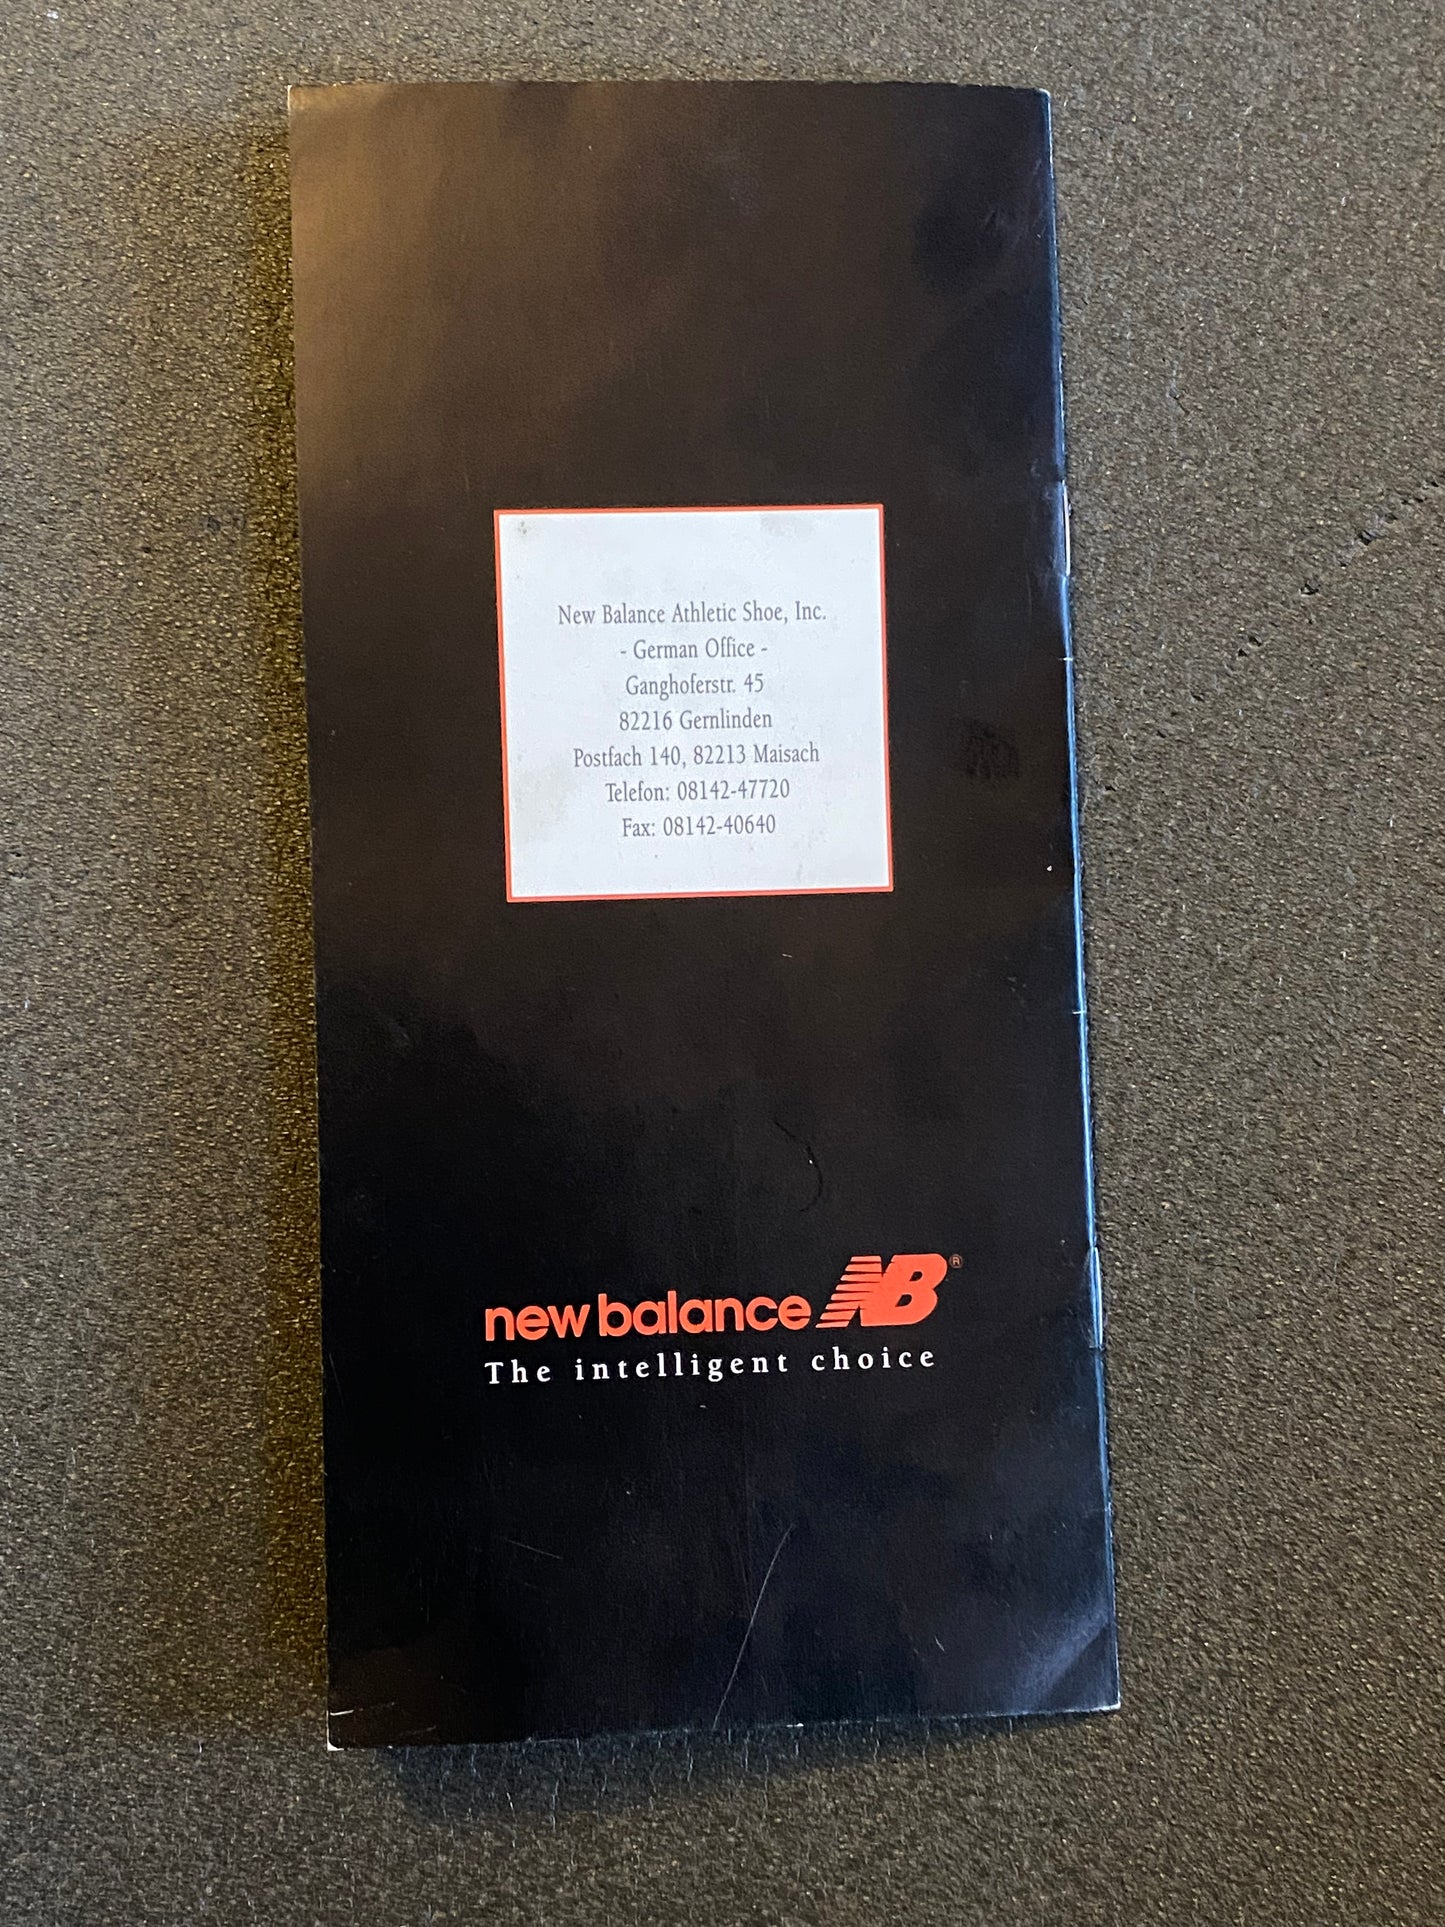 New Balance Athletic Shoe, Inc.
- German Office -
Ganghoferstr. 45
82216 Gernlinden
Postfach 140, 82213 Maisach
Telefon: 08142-47720
Fax: 08142-40640
new balance NB®
The intelligent choice